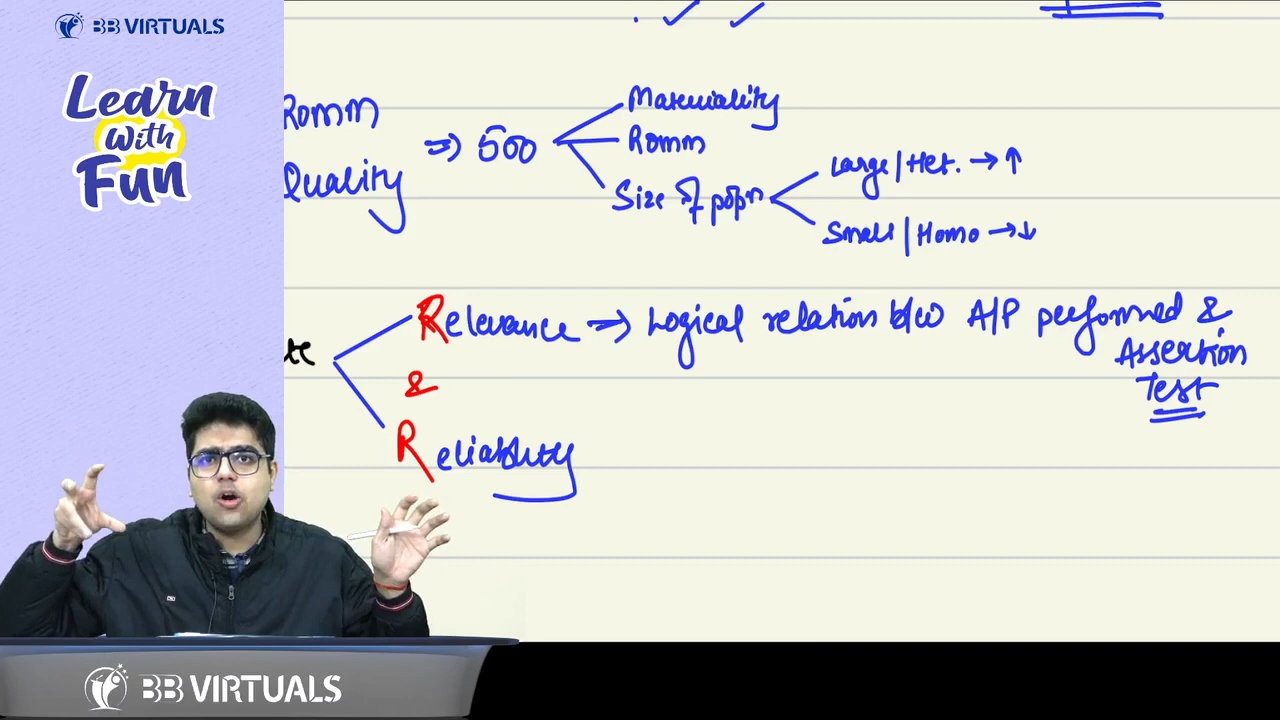 BB VIRTUALS
Learn
with
Fun
Romm
Quality
⇒ 500
Materiality
Romm
Size of popn
Large/Het. → ↑
Small/Homo → ↓
te
Relevance ⇒ Logical relation b/w A/P performed &
Assertion
Test
&
Reliability
BB VIRTUALS